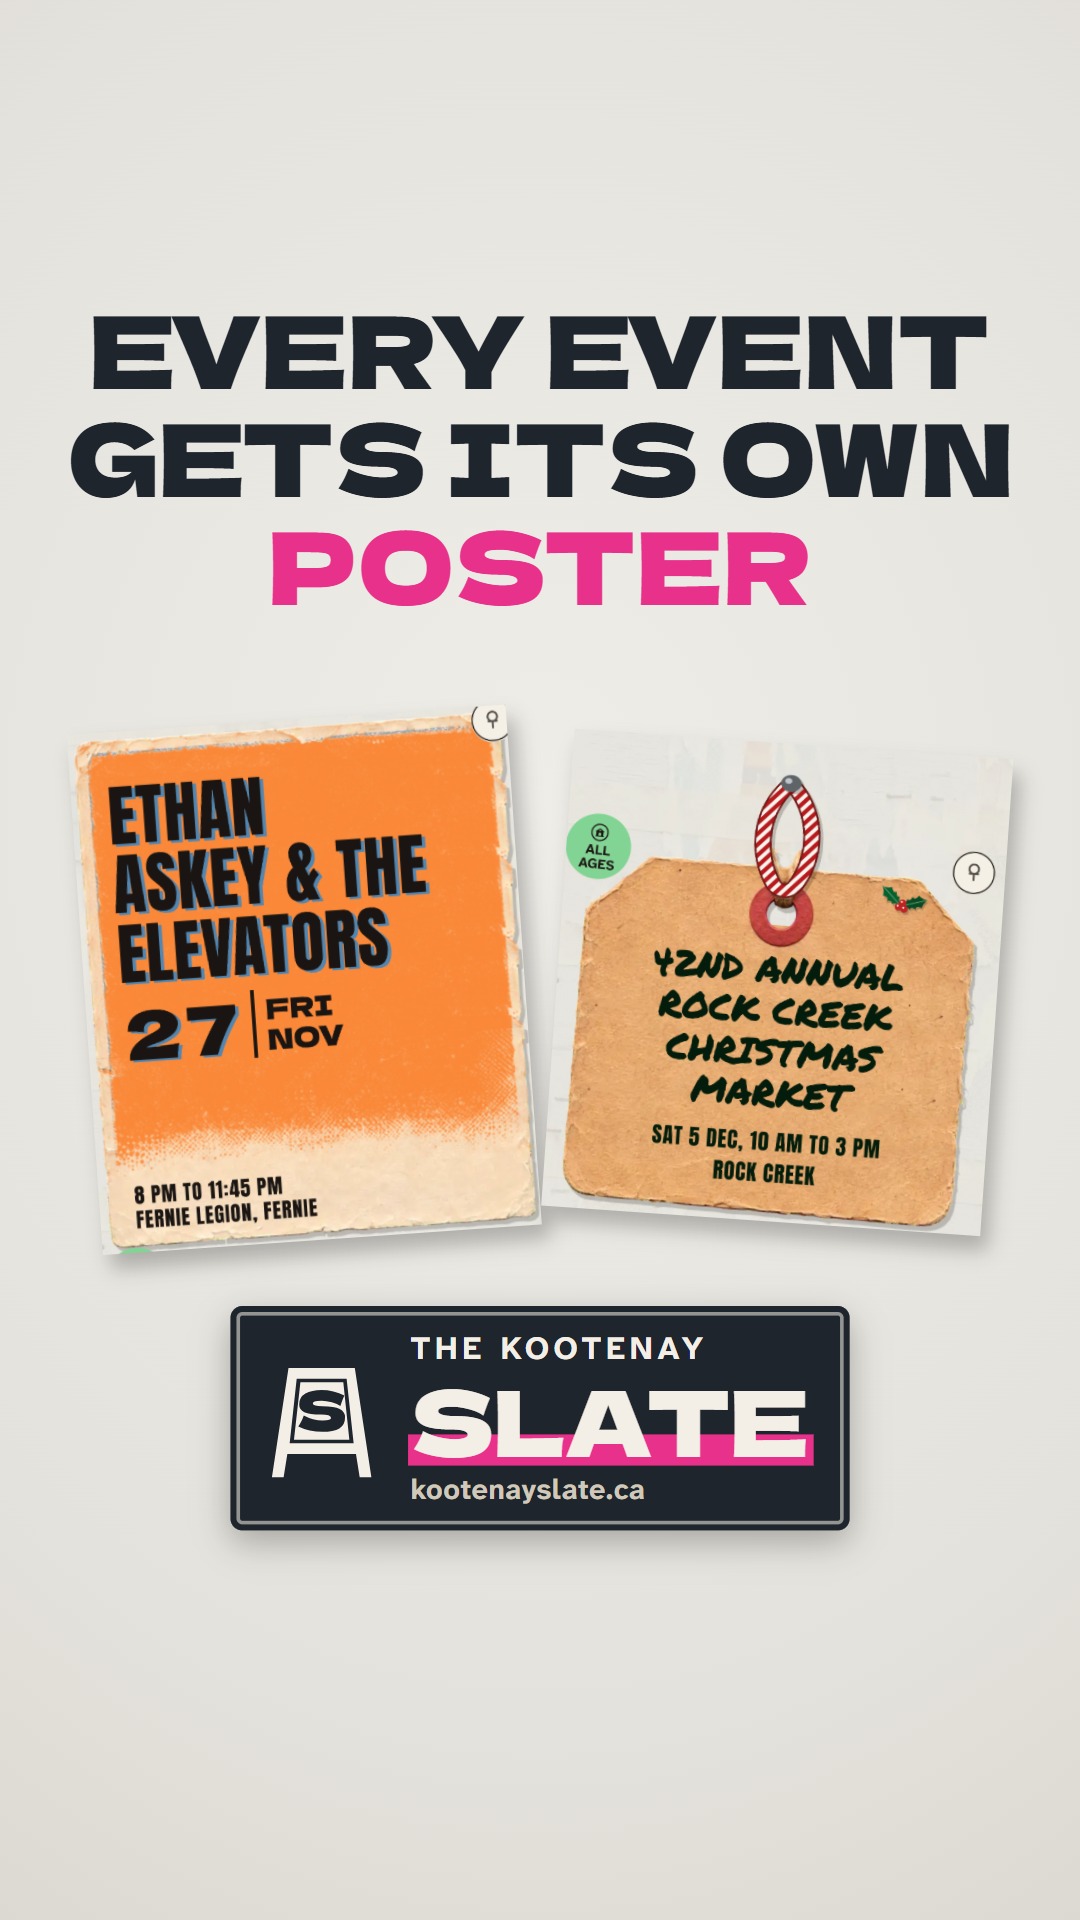 EVERY EVENT
GETS ITS OWN
POSTER
ETHAN
ASKEY & THE
ELEVATORS
27
FRI
NOV
8 PM TO 11:45 PM
FERNIE LEGION, FERNIE
ALL
AGES
42ND ANNUAL
ROCK CREEK
CHRISTMAS
MARKET
SAT 5 DEC, 10 AM TO 3 PM
ROCK CREEK
S
THE KOOTENAY
SLATE
kootenayslate.ca